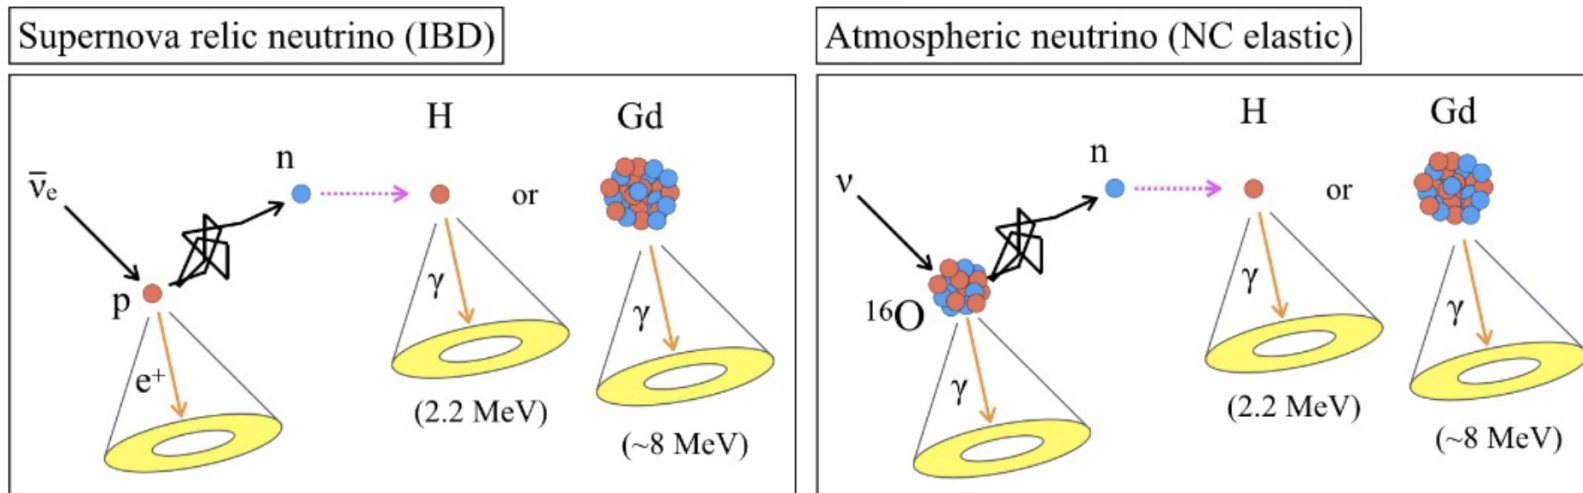 Supernova relic neutrino (IBD)
H
Gd
n
ν̄e
or
p
γ
γ
e⁺
(2.2 MeV)
(~8 MeV)
Atmospheric neutrino (NC elastic)
H
Gd
n
ν
or
¹⁶O
γ
γ
γ
(2.2 MeV)
(~8 MeV)